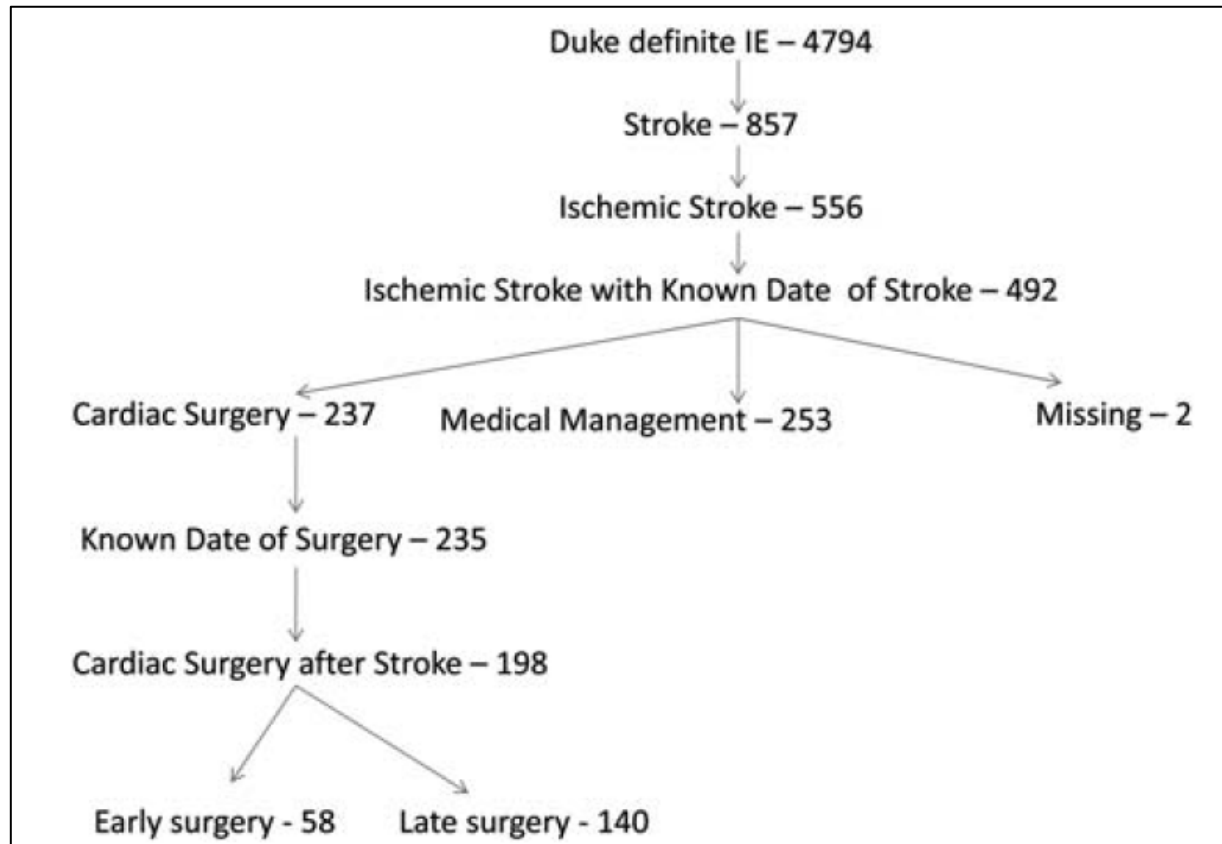 Duke definite IE – 4794
Stroke – 857
Ischemic Stroke – 556
Ischemic Stroke with Known Date of Stroke – 492
Cardiac Surgery – 237
Medical Management – 253
Missing – 2
Known Date of Surgery – 235
Cardiac Surgery after Stroke – 198
Early surgery - 58
Late surgery - 140